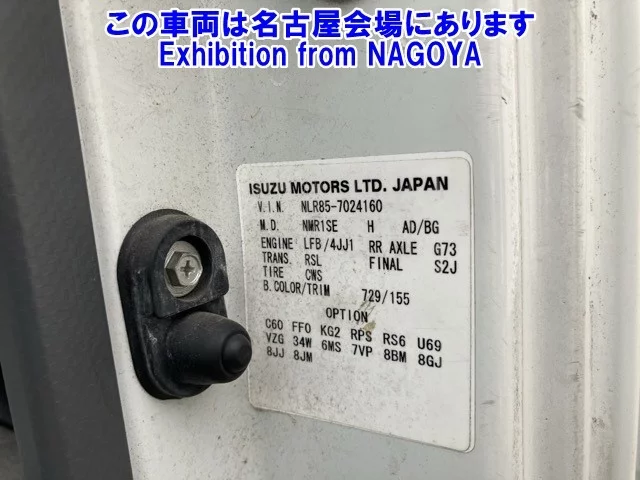 この車両は名古屋会場にあります
Exhibition from NAGOYA
ISUZU MOTORS LTD. JAPAN
V.I.N. NLR85-7024160
M.D. NMR1SE H AD/BG
ENGINE LFB/4JJ1 RR AXLE G73
TRANS. RSL FINAL S2J
TIRE CWS
B.COLOR/TRIM 729/155
OPTION
C60 FF0 KG2 RPS RS6 U69
VZG 34W 6MS 7VP 8BM 8GJ
8JJ 8JM